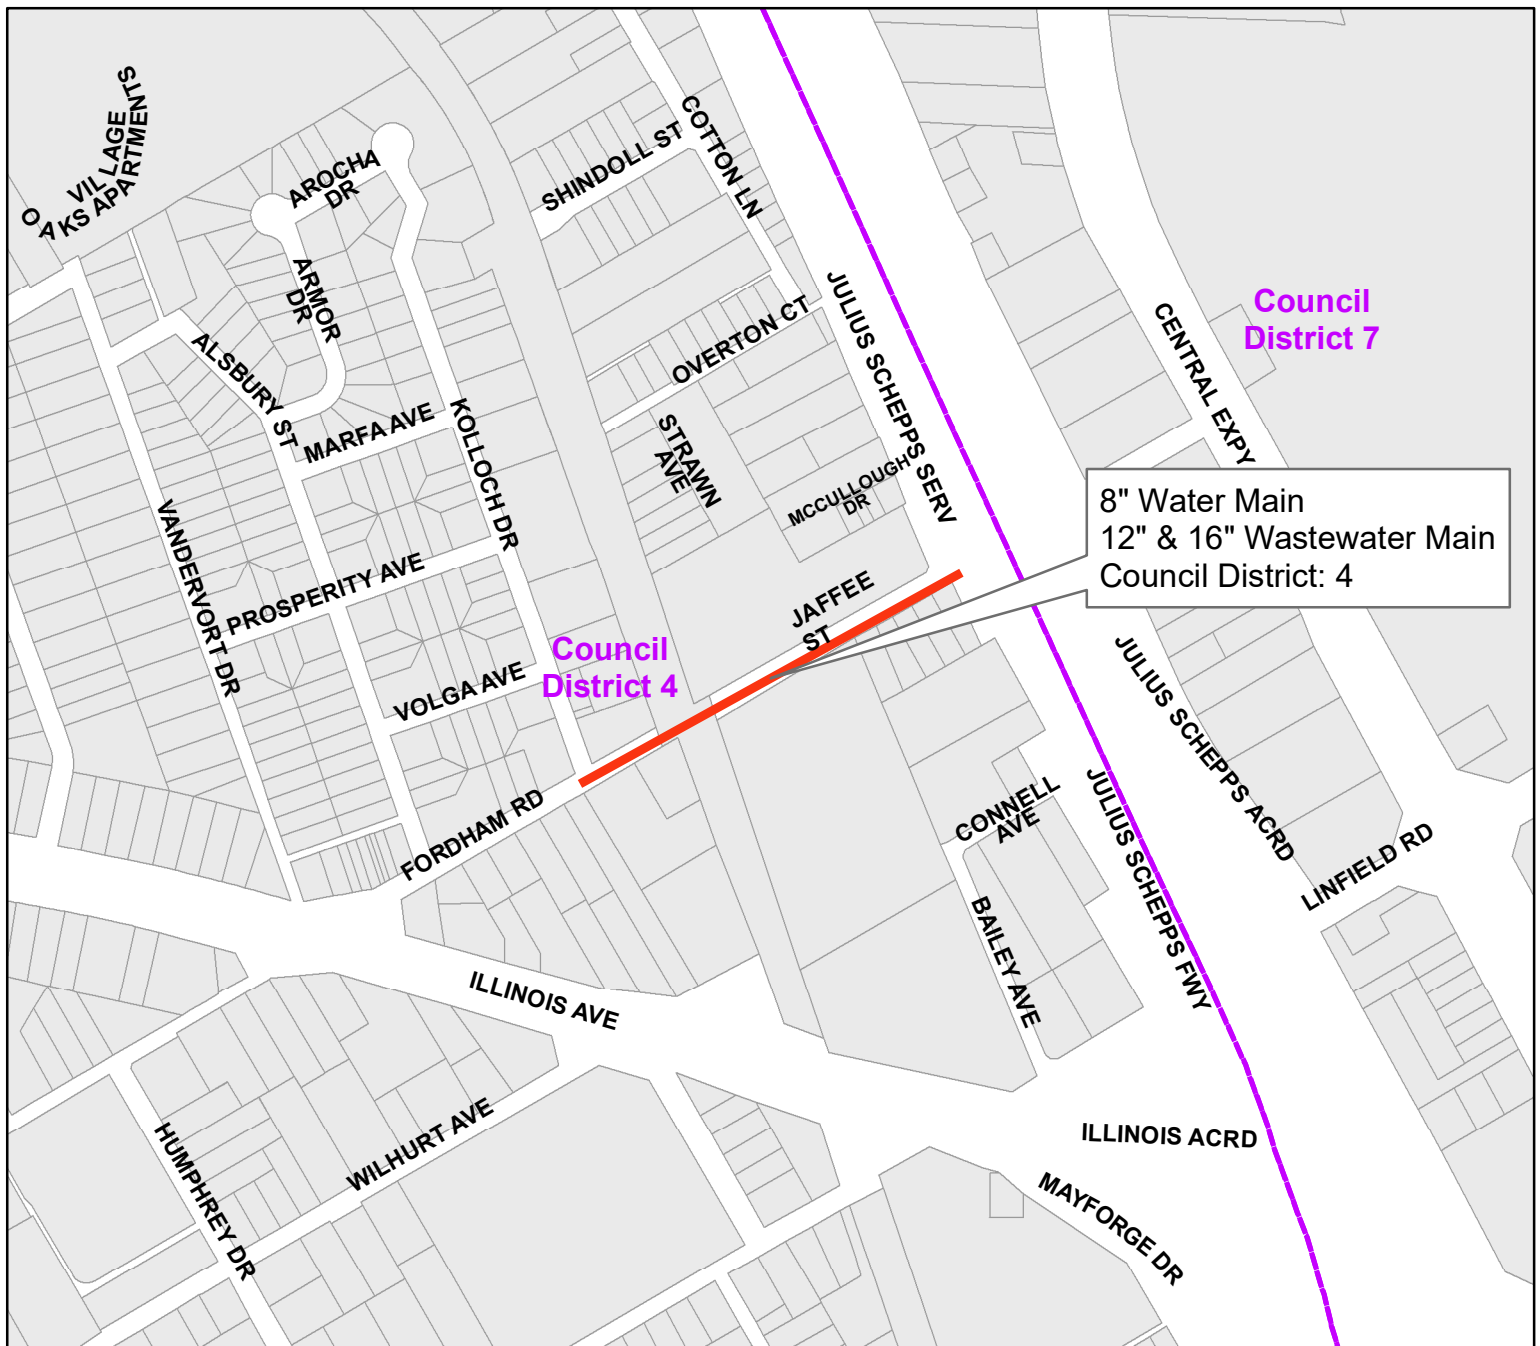 VILLAGE
OAKS APARTMENTS
AROCHA
DR
ARMOR
DR
SHINDOLL ST
COTTON LN
ALSBURY ST
MARFA AVE
KOLLOCH DR
OVERTON CT
STRAWN
AVE
JULIUS SCHEPPS SERV
MCCULLOUGH
DR
CENTRAL EXPY
Council
District 7
8" Water Main
12" & 16" Wastewater Main
Council District: 4
VANDERVORT DR
PROSPERITY AVE
VOLGA AVE
Council
District 4
JAFFEE
ST
FORDHAM RD
JULIUS SCHEPPS ACRD
JULIUS SCHEPPS FWY
CONNELL
AVE
LINFIELD RD
BAILEY AVE
ILLINOIS AVE
HUMPHREY DR
WILHURT AVE
ILLINOIS ACRD
MAYFORGE DR